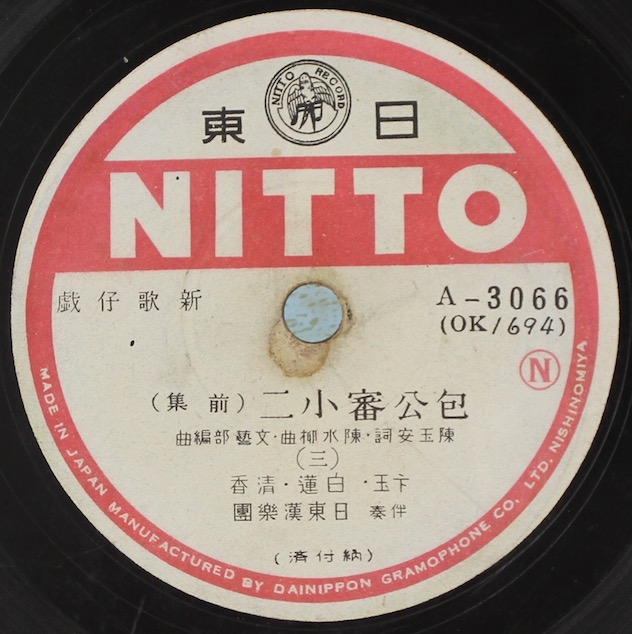 NITTO RECORD
日東
NITTO
新歌仔戯
A-3066
(OK/694)
N
包公審小二(前集)
陳玉安詞・陳水柳曲・文藝部編曲
(三)
卞玉・白蓮・清香
伴奏 日東漢樂團
(納付済)
MADE IN JAPAN MANUFACTURED BY DAINIPPON GRAMOPHONE CO., LTD. NISHINOMIYA.